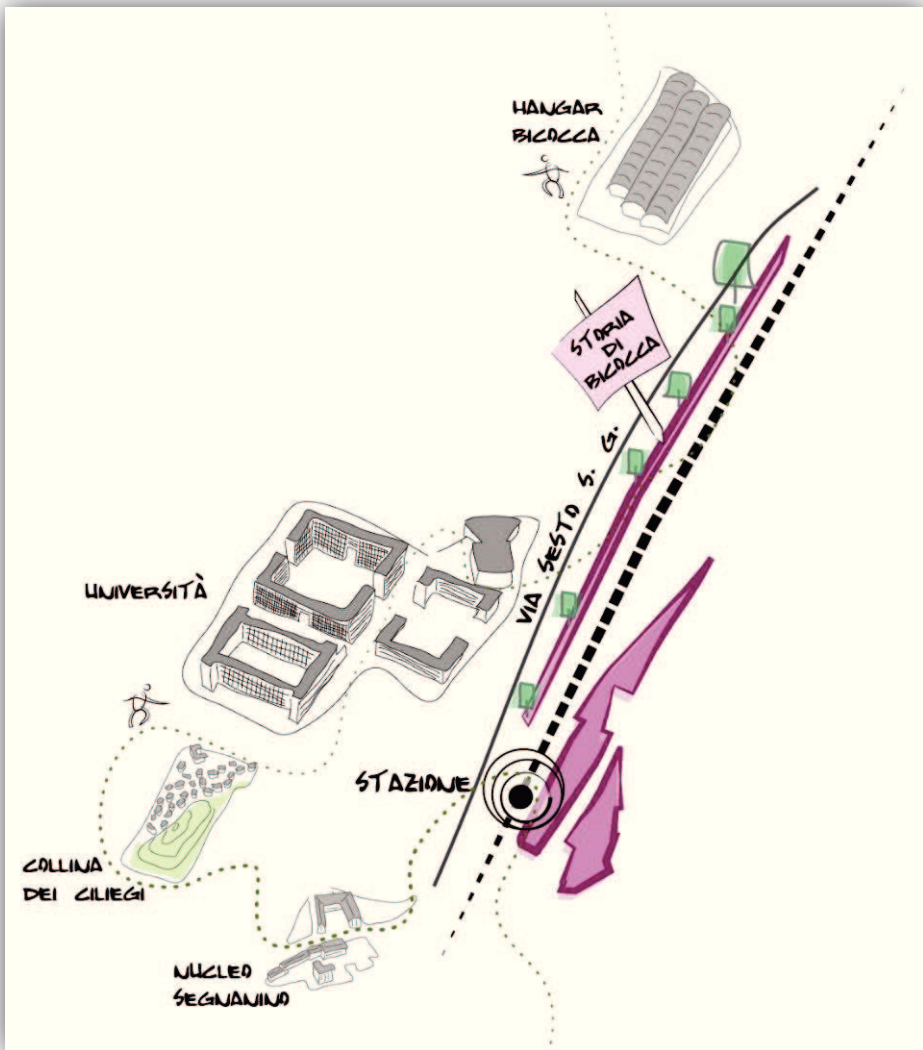 HANGAR
BICOCCA
STORIA
DI
BICOCCA
VIA SESTO S. G.
UNIVERSITÀ
STAZIONE
COLLINA
DEI CILIEGI
NUCLEO
SEGNANINO